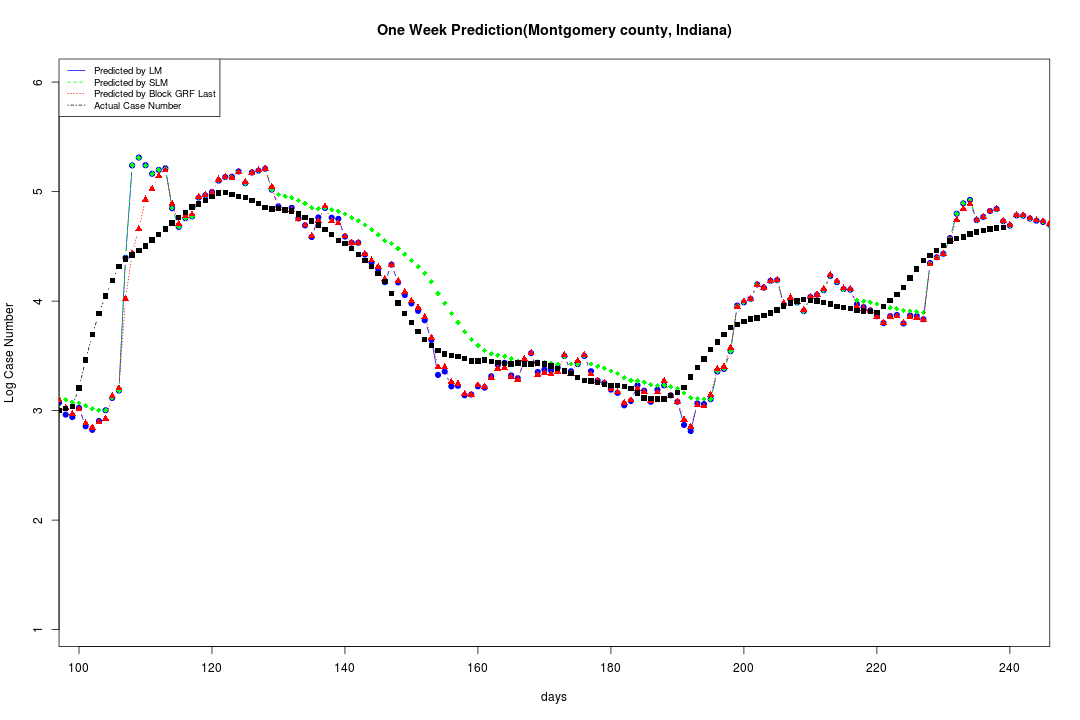 One Week Prediction(Montgomery county, Indiana)
Predicted by LM
Predicted by SLM
Predicted by Block GRF Last
Actual Case Number
Log Case Number
6
5
4
3
2
1
100 120 140 160 180 200 220 240
days